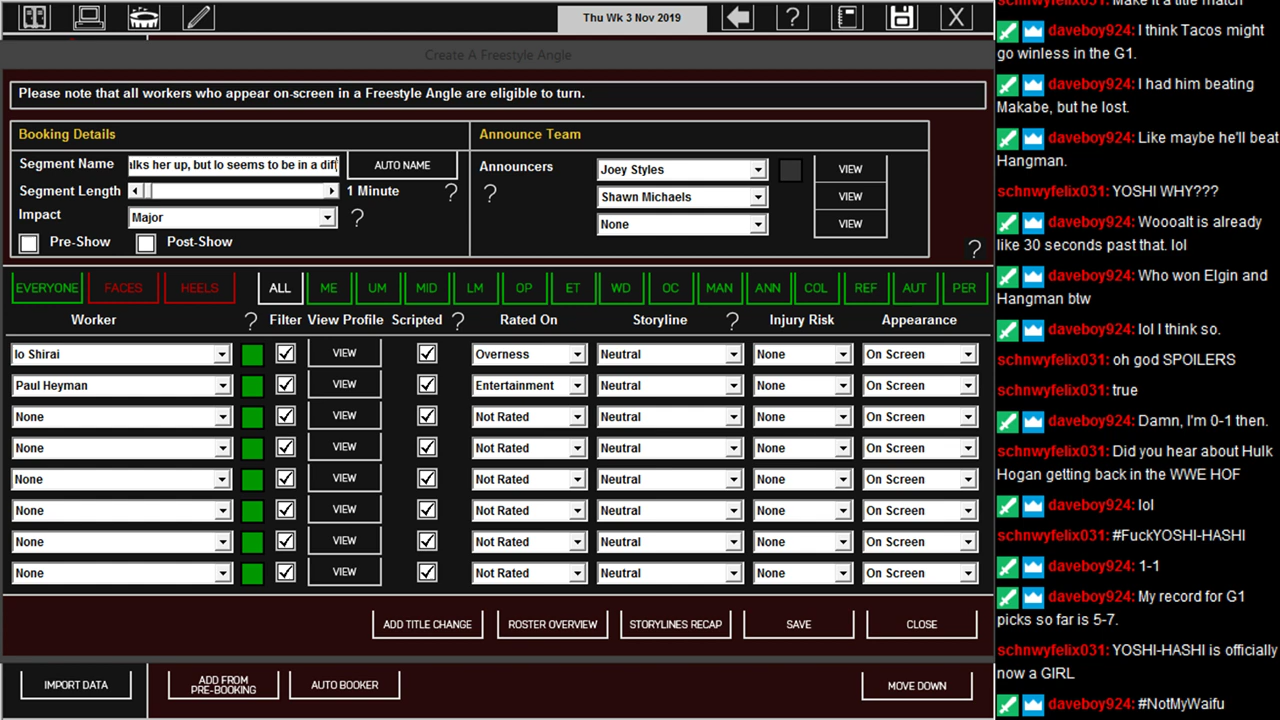 Thu Wk 3 Nov 2019
Create A Freestyle Angle
Please note that all workers who appear on-screen in a Freestyle Angle are eligible to turn.
Booking Details
Announce Team
Segment Name
alks her up, but Io seems to be in a diff
AUTO NAME
Announcers
Joey Styles
VIEW
Segment Length
1 Minute
?
?
Shawn Michaels
VIEW
Impact
Major
?
None
VIEW
Pre-Show
Post-Show
?
EVERYONE FACES HEELS ALL ME UM MID LM OP ET WD OC MAN ANN COL REF AUT PER
Worker ? Filter View Profile Scripted ? Rated On Storyline ? Injury Risk Appearance
Io Shirai VIEW Overness Neutral None On Screen
Paul Heyman VIEW Entertainment Neutral None On Screen
None VIEW Not Rated Neutral None On Screen
None VIEW Not Rated Neutral None On Screen
None VIEW Not Rated Neutral None On Screen
None VIEW Not Rated Neutral None On Screen
None VIEW Not Rated Neutral None On Screen
None VIEW Not Rated Neutral None On Screen
ADD TITLE CHANGE ROSTER OVERVIEW STORYLINES RECAP SAVE CLOSE
IMPORT DATA
ADD FROM
PRE-BOOKING
AUTO BOOKER
MOVE DOWN
schnwyfelix031: Make it a title match
daveboy924: I think Tacos might
go winless in the G1.
daveboy924: I had him beating
Makabe, but he lost.
daveboy924: Like maybe he'll beat
Hangman.
schnwyfelix031: YOSHI WHY???
daveboy924: Woooalt is already
like 30 seconds past that. lol
daveboy924: Who won Elgin and
Hangman btw
daveboy924: lol I think so.
schnwyfelix031: oh god SPOILERS
schnwyfelix031: true
daveboy924: Damn, I'm 0-1 then.
schnwyfelix031: Did you hear about Hulk
Hogan getting back in the WWE HOF
daveboy924: lol
schnwyfelix031: #FuckYOSHI-HASHI
daveboy924: 1-1
daveboy924: My record for G1
picks so far is 5-7.
schnwyfelix031: YOSHI-HASHI is officially
now a GIRL
daveboy924: #NotMyWaifu